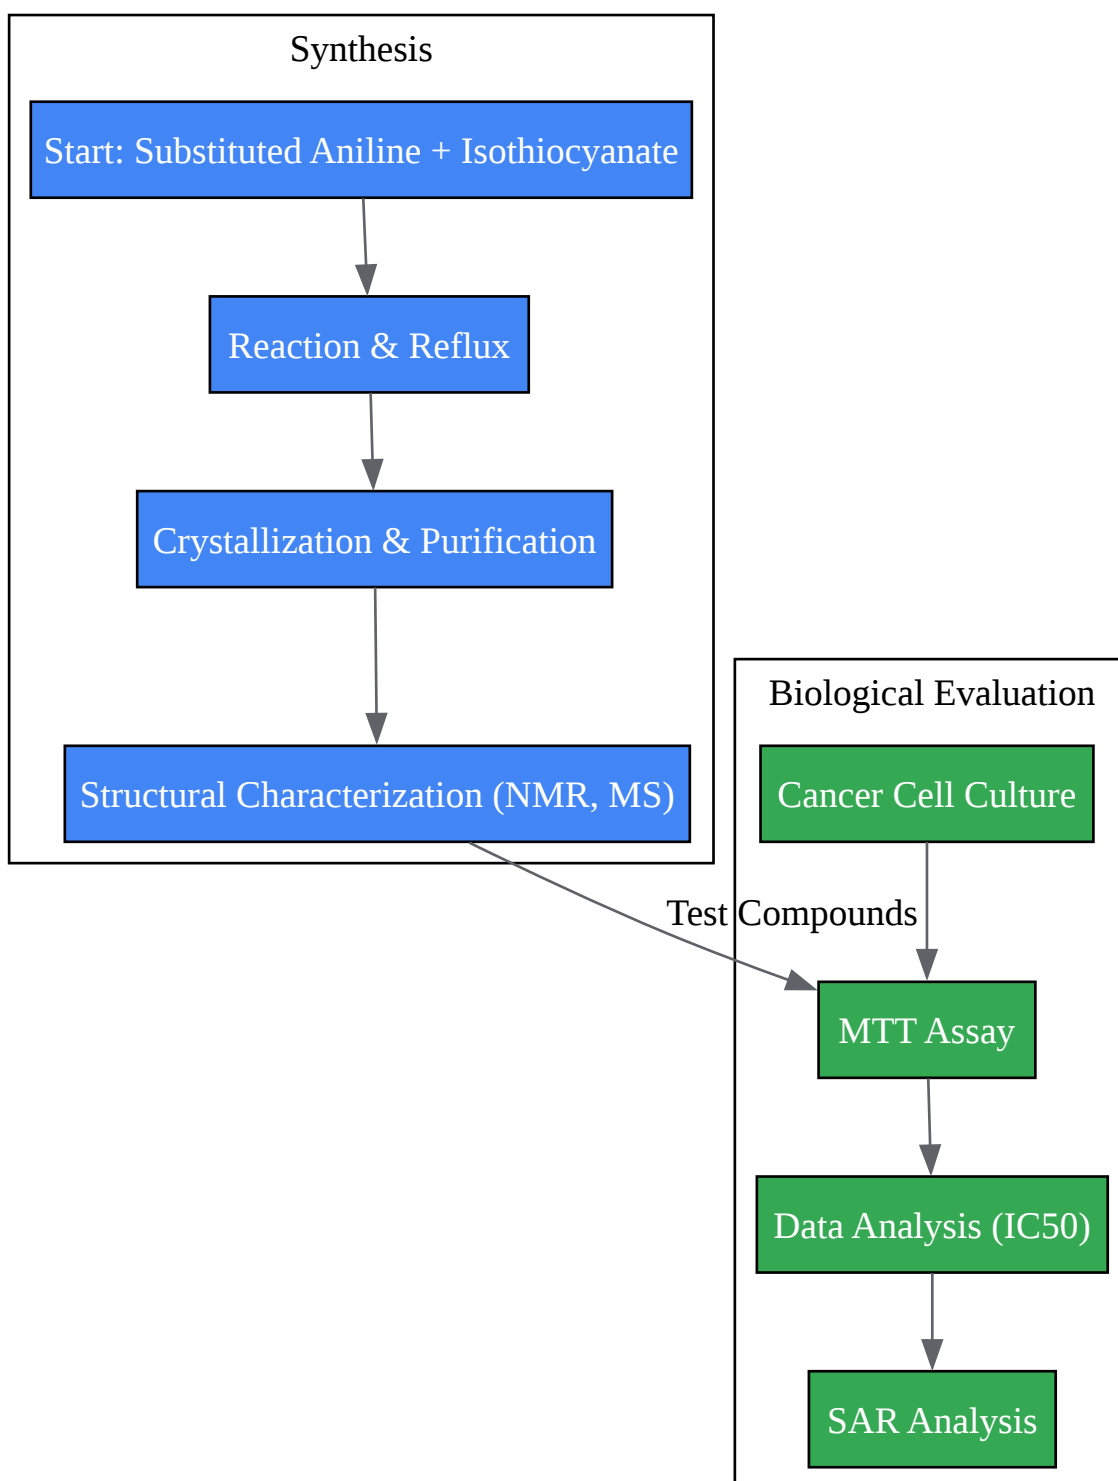 Synthesis
Start: Substituted Aniline + Isothiocyanate
Reaction & Reflux
Crystallization & Purification
Structural Characterization (NMR, MS)
Biological Evaluation
Cancer Cell Culture
Test Compounds
MTT Assay
Data Analysis (IC50)
SAR Analysis